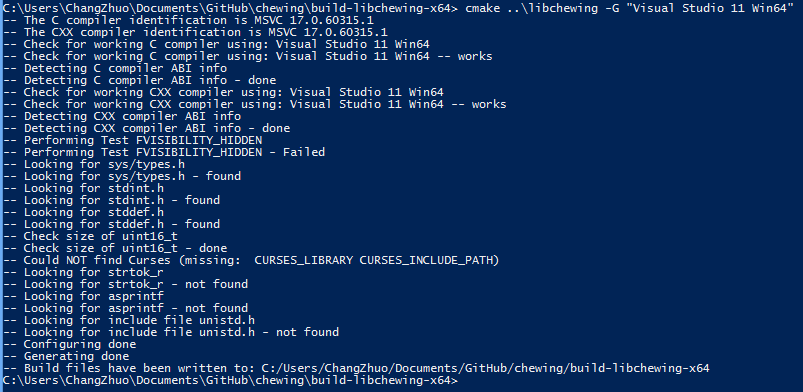 C:\Users\ChangZhuo\Documents\GitHub\chewing\build-libchewing-x64> cmake ..\libchewing -G "Visual Studio 11 Win64"
-- The C compiler identification is MSVC 17.0.60315.1
-- The CXX compiler identification is MSVC 17.0.60315.1
-- Check for working C compiler using: Visual Studio 11 Win64
-- Check for working C compiler using: Visual Studio 11 Win64 -- works
-- Detecting C compiler ABI info
-- Detecting C compiler ABI info - done
-- Check for working CXX compiler using: Visual Studio 11 Win64
-- Check for working CXX compiler using: Visual Studio 11 Win64 -- works
-- Detecting CXX compiler ABI info
-- Detecting CXX compiler ABI info - done
-- Performing Test FVISIBILITY_HIDDEN
-- Performing Test FVISIBILITY_HIDDEN - Failed
-- Looking for sys/types.h
-- Looking for sys/types.h - found
-- Looking for stdint.h
-- Looking for stdint.h - found
-- Looking for stddef.h
-- Looking for stddef.h - found
-- Check size of uint16_t
-- Check size of uint16_t - done
-- Could NOT find Curses (missing:  CURSES_LIBRARY CURSES_INCLUDE_PATH)
-- Looking for strtok_r
-- Looking for strtok_r - not found
-- Looking for asprintf
-- Looking for asprintf - not found
-- Looking for include file unistd.h
-- Looking for include file unistd.h - not found
-- Configuring done
-- Generating done
-- Build files have been written to: C:/Users/ChangZhuo/Documents/GitHub/chewing/build-libchewing-x64
C:\Users\ChangZhuo\Documents\GitHub\chewing\build-libchewing-x64>